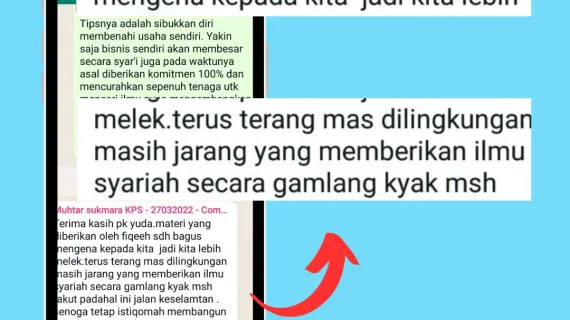 mengena kepada kita jadi kita lebih
Tipsnya adalah sibukkan diri
membenahi usaha sendiri. Yakin
saja bisnis sendiri akan membesar
secara syar'i juga pada waktunya
asal diberikan komitmen 100% dan
mencurahkan sepenuh tenaga utk
melek.terus terang mas dilingkungan
masih jarang yang memberikan ilmu
syariah secara gamlang kyak msh
Muhtar sukmara KPS - 27032022 - Com...
Terima kasih pk yuda.materi yang
diberikan oleh fiqeeh sdh bagus
mengena kepada kita jadi kita lebih
melek.terus terang mas dilingkungan
masih jarang yang memberikan ilmu
syariah secara gamlang kyak msh
takut padahal ini jalan keselamtan .
senoga tetap istiqomah membangun